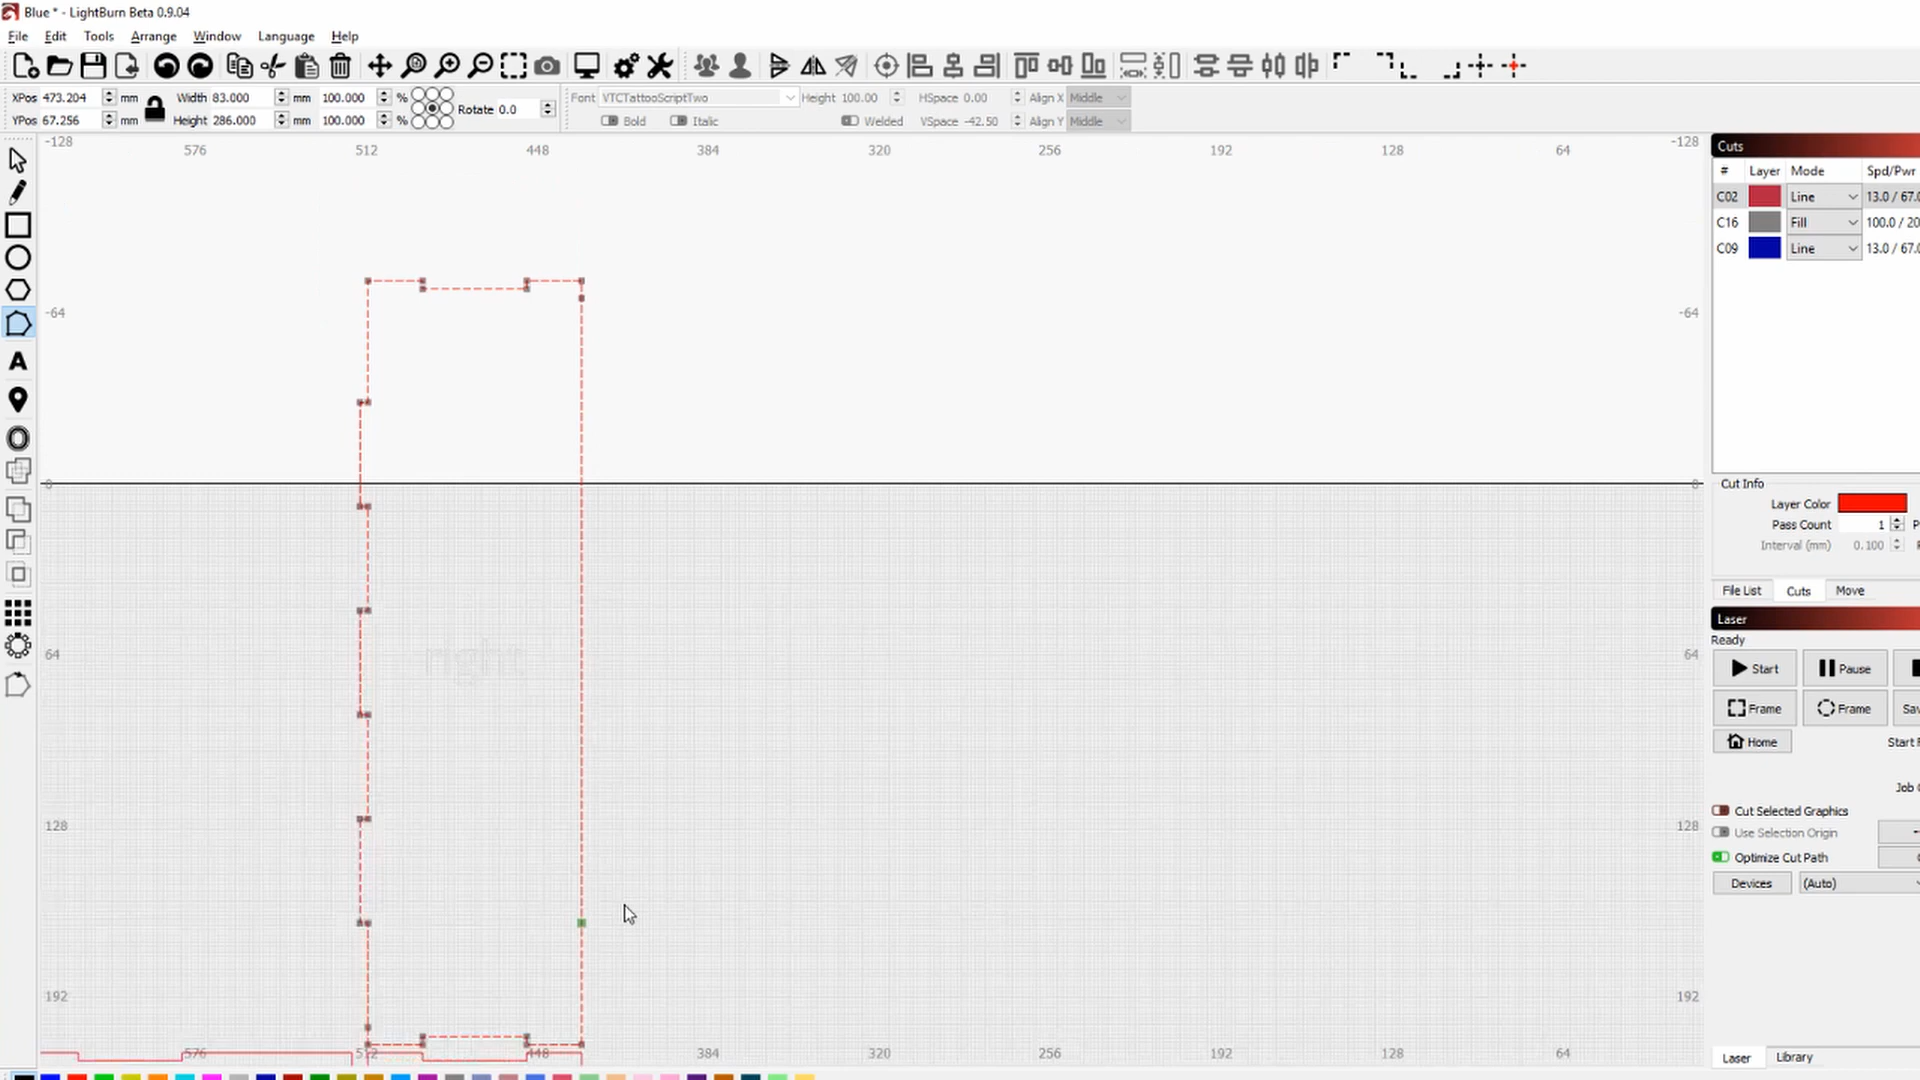 Blue * - LightBurn Beta 0.9.04
File Edit Tools Arrange Window Language Help
XPos 473.204 mm Width 83.000 mm 100.000 % Rotate 0.0 Font VTCTattooScriptTwo Height 100.00 HSpace 0.00 Align X Middle
YPos 67.256 mm Height 286.000 mm 100.000 % Bold Italic Welded VSpace -42.50 Align Y Middle
-128 576 512 448 384 320 256 192 128 64 -128
-64 -64
0 0
64 right 64
128 128
192 192
576 512 448 384 320 256 192 128 64
Cuts
# Layer Mode Spd/Pwr
C02 Line 13.0 / 67.0
C16 Fill 100.0 / 20
C09 Line 13.0 / 67.0
Cut Info
Layer Color
Pass Count 1
Interval (mm) 0.100
File List Cuts Move
Laser
Ready
Start Pause
Frame Frame
Home
Cut Selected Graphics
Use Selection Origin
Optimize Cut Path
Devices (Auto)
Laser Library